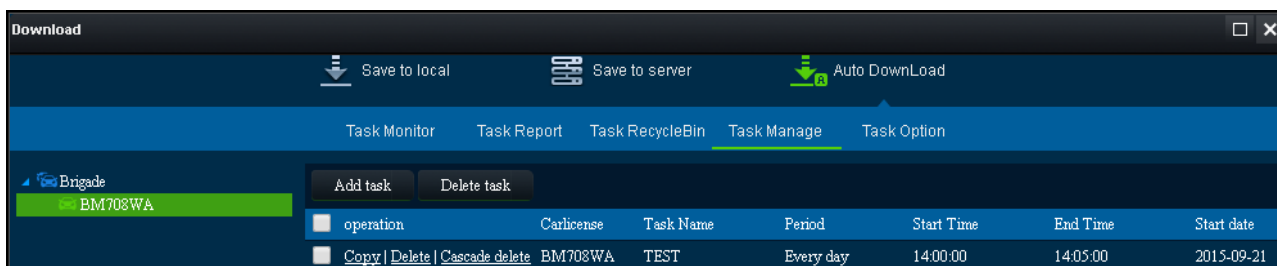 Download
Save to local Save to server Auto DownLoad
Task Monitor Task Report Task RecycleBin Task Manage Task Option
Brigade
BM708WA
Add task Delete task
operation Carlicense Task Name Period Start Time End Time Start date
Copy | Delete | Cascade delete BM708WA TEST Every day 14:00:00 14:05:00 2015-09-21